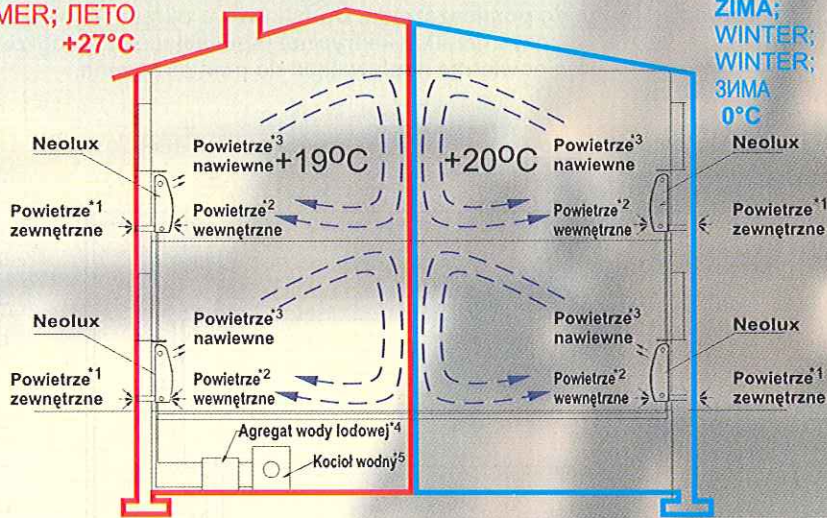 MER; ЛЕТО
+27°C
ZIMA;
WINTER;
WINTER;
ЗИМА
0°C
Neolux
Powietrze*3
nawiewne
+19°C
+20°C
Powietrze*3
nawiewne
Neolux
Powietrze*1
zewnętrzne
Powietrze*2
wewnętrzne
Powietrze*2
wewnętrzne
Powietrze*1
zewnętrzne
Neolux
Powietrze*3
nawiewne
Powietrze*3
nawiewne
Neolux
Powietrze*1
zewnętrzne
Powietrze*2
wewnętrzne
Powietrze*2
wewnętrzne
Powietrze*1
zewnętrzne
Agregat wody lodowej*4
Kocioł wodny*5